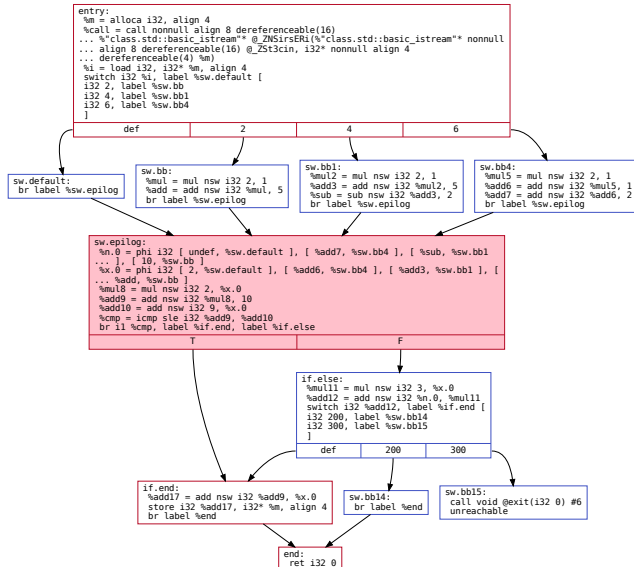 entry:
%m = alloca i32, align 4
%call = call nonnull align 8 dereferenceable(16)
... %"class.std::basic_istream"* @_ZNSirsERi(%"class.std::basic_istream"* nonnull
... align 8 dereferenceable(16) @_ZSt3cin, i32* nonnull align 4
... dereferenceable(4) %m)
%i = load i32, i32* %m, align 4
switch i32 %i, label %sw.default [
i32 2, label %sw.bb
i32 4, label %sw.bb1
i32 6, label %sw.bb4
]
def 2 4 6
sw.default:
br label %sw.epilog
sw.bb:
%mul = mul nsw i32 2, 1
%add = add nsw i32 %mul, 5
br label %sw.epilog
sw.bb1:
%mul2 = mul nsw i32 2, 1
%add3 = add nsw i32 %mul2, 5
%sub = sub nsw i32 %add3, 2
br label %sw.epilog
sw.bb4:
%mul5 = mul nsw i32 2, 1
%add6 = add nsw i32 %mul5, 1
%add7 = add nsw i32 %add6, 2
br label %sw.epilog
sw.epilog:
%n.0 = phi i32 [ undef, %sw.default ], [ %add7, %sw.bb4 ], [ %sub, %sw.bb1
... ], [ 10, %sw.bb ]
%x.0 = phi i32 [ 2, %sw.default ], [ %add6, %sw.bb4 ], [ %add3, %sw.bb1 ], [
... %add, %sw.bb ]
%mul8 = mul nsw i32 2, %x.0
%add9 = add nsw i32 %mul8, 10
%add10 = add nsw i32 9, %x.0
%cmp = icmp sle i32 %add9, %add10
br i1 %cmp, label %if.end, label %if.else
T F
if.else:
%mul11 = mul nsw i32 3, %x.0
%add12 = add nsw i32 %n.0, %mul11
switch i32 %add12, label %if.end [
i32 200, label %sw.bb14
i32 300, label %sw.bb15
]
def 200 300
if.end:
%add17 = add nsw i32 %add9, %x.0
store i32 %add17, i32* %m, align 4
br label %end
sw.bb14:
br label %end
sw.bb15:
call void @exit(i32 0) #6
unreachable
end:
ret i32 0